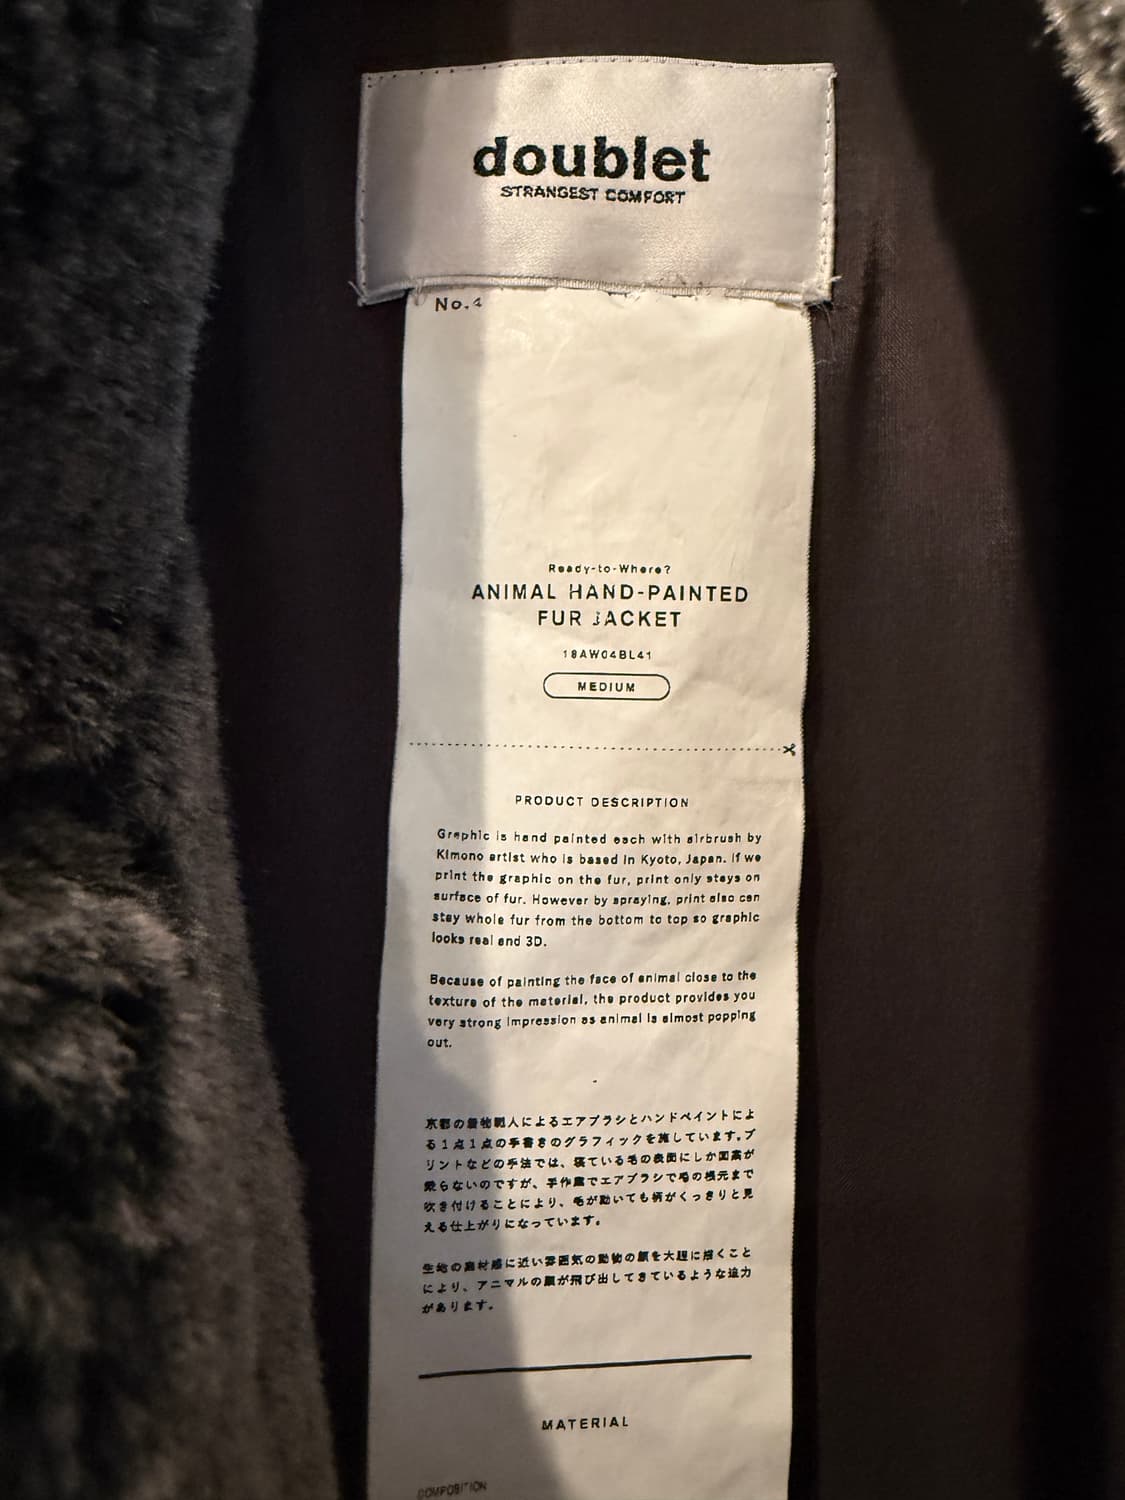 doublet
STRANGEST COMFORT
No.4
Ready-to-Where?
ANIMAL HAND-PAINTED
FUR JACKET
18AW04BL41
MEDIUM
PRODUCT DESCRIPTION
Graphic is hand painted each with airbrush by
Kimono artist who is based in Kyoto, Japan. If we
print the graphic on the fur, print only stays on
surface of fur. However by spraying, print also can
stay whole fur from the bottom to top so graphic
looks real and 3D.
Because of painting the face of animal close to the
texture of the material, the product provides you
very strong impression as animal is almost popping
out.
京都の着物職人によるエアブラシとハンドペイントによ
る1点1点の手書きのグラフィックを施しています。プ
リントなどの手法では、寝ている毛の表面にしか図案が
乗らないのですが、手作業でエアブラシで毛の根元まで
吹き付けることにより、毛が動いても柄がくっきりと見
える仕上がりになっています。
生地の素材感に近い雰囲気の動物の顔を大胆に描くこと
により、アニマルの顔が飛び出してきているような迫力
があります。
MATERIAL
COMPOSITION